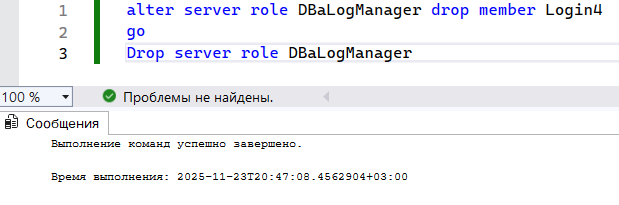 1 alter server role DBaLogManager drop member Login4
2 go
3 Drop server role DBaLogManager
100 % Проблемы не найдены.
Сообщения
Выполнение команд успешно завершено.
Время выполнения: 2025-11-23T20:47:08.4562904+03:00